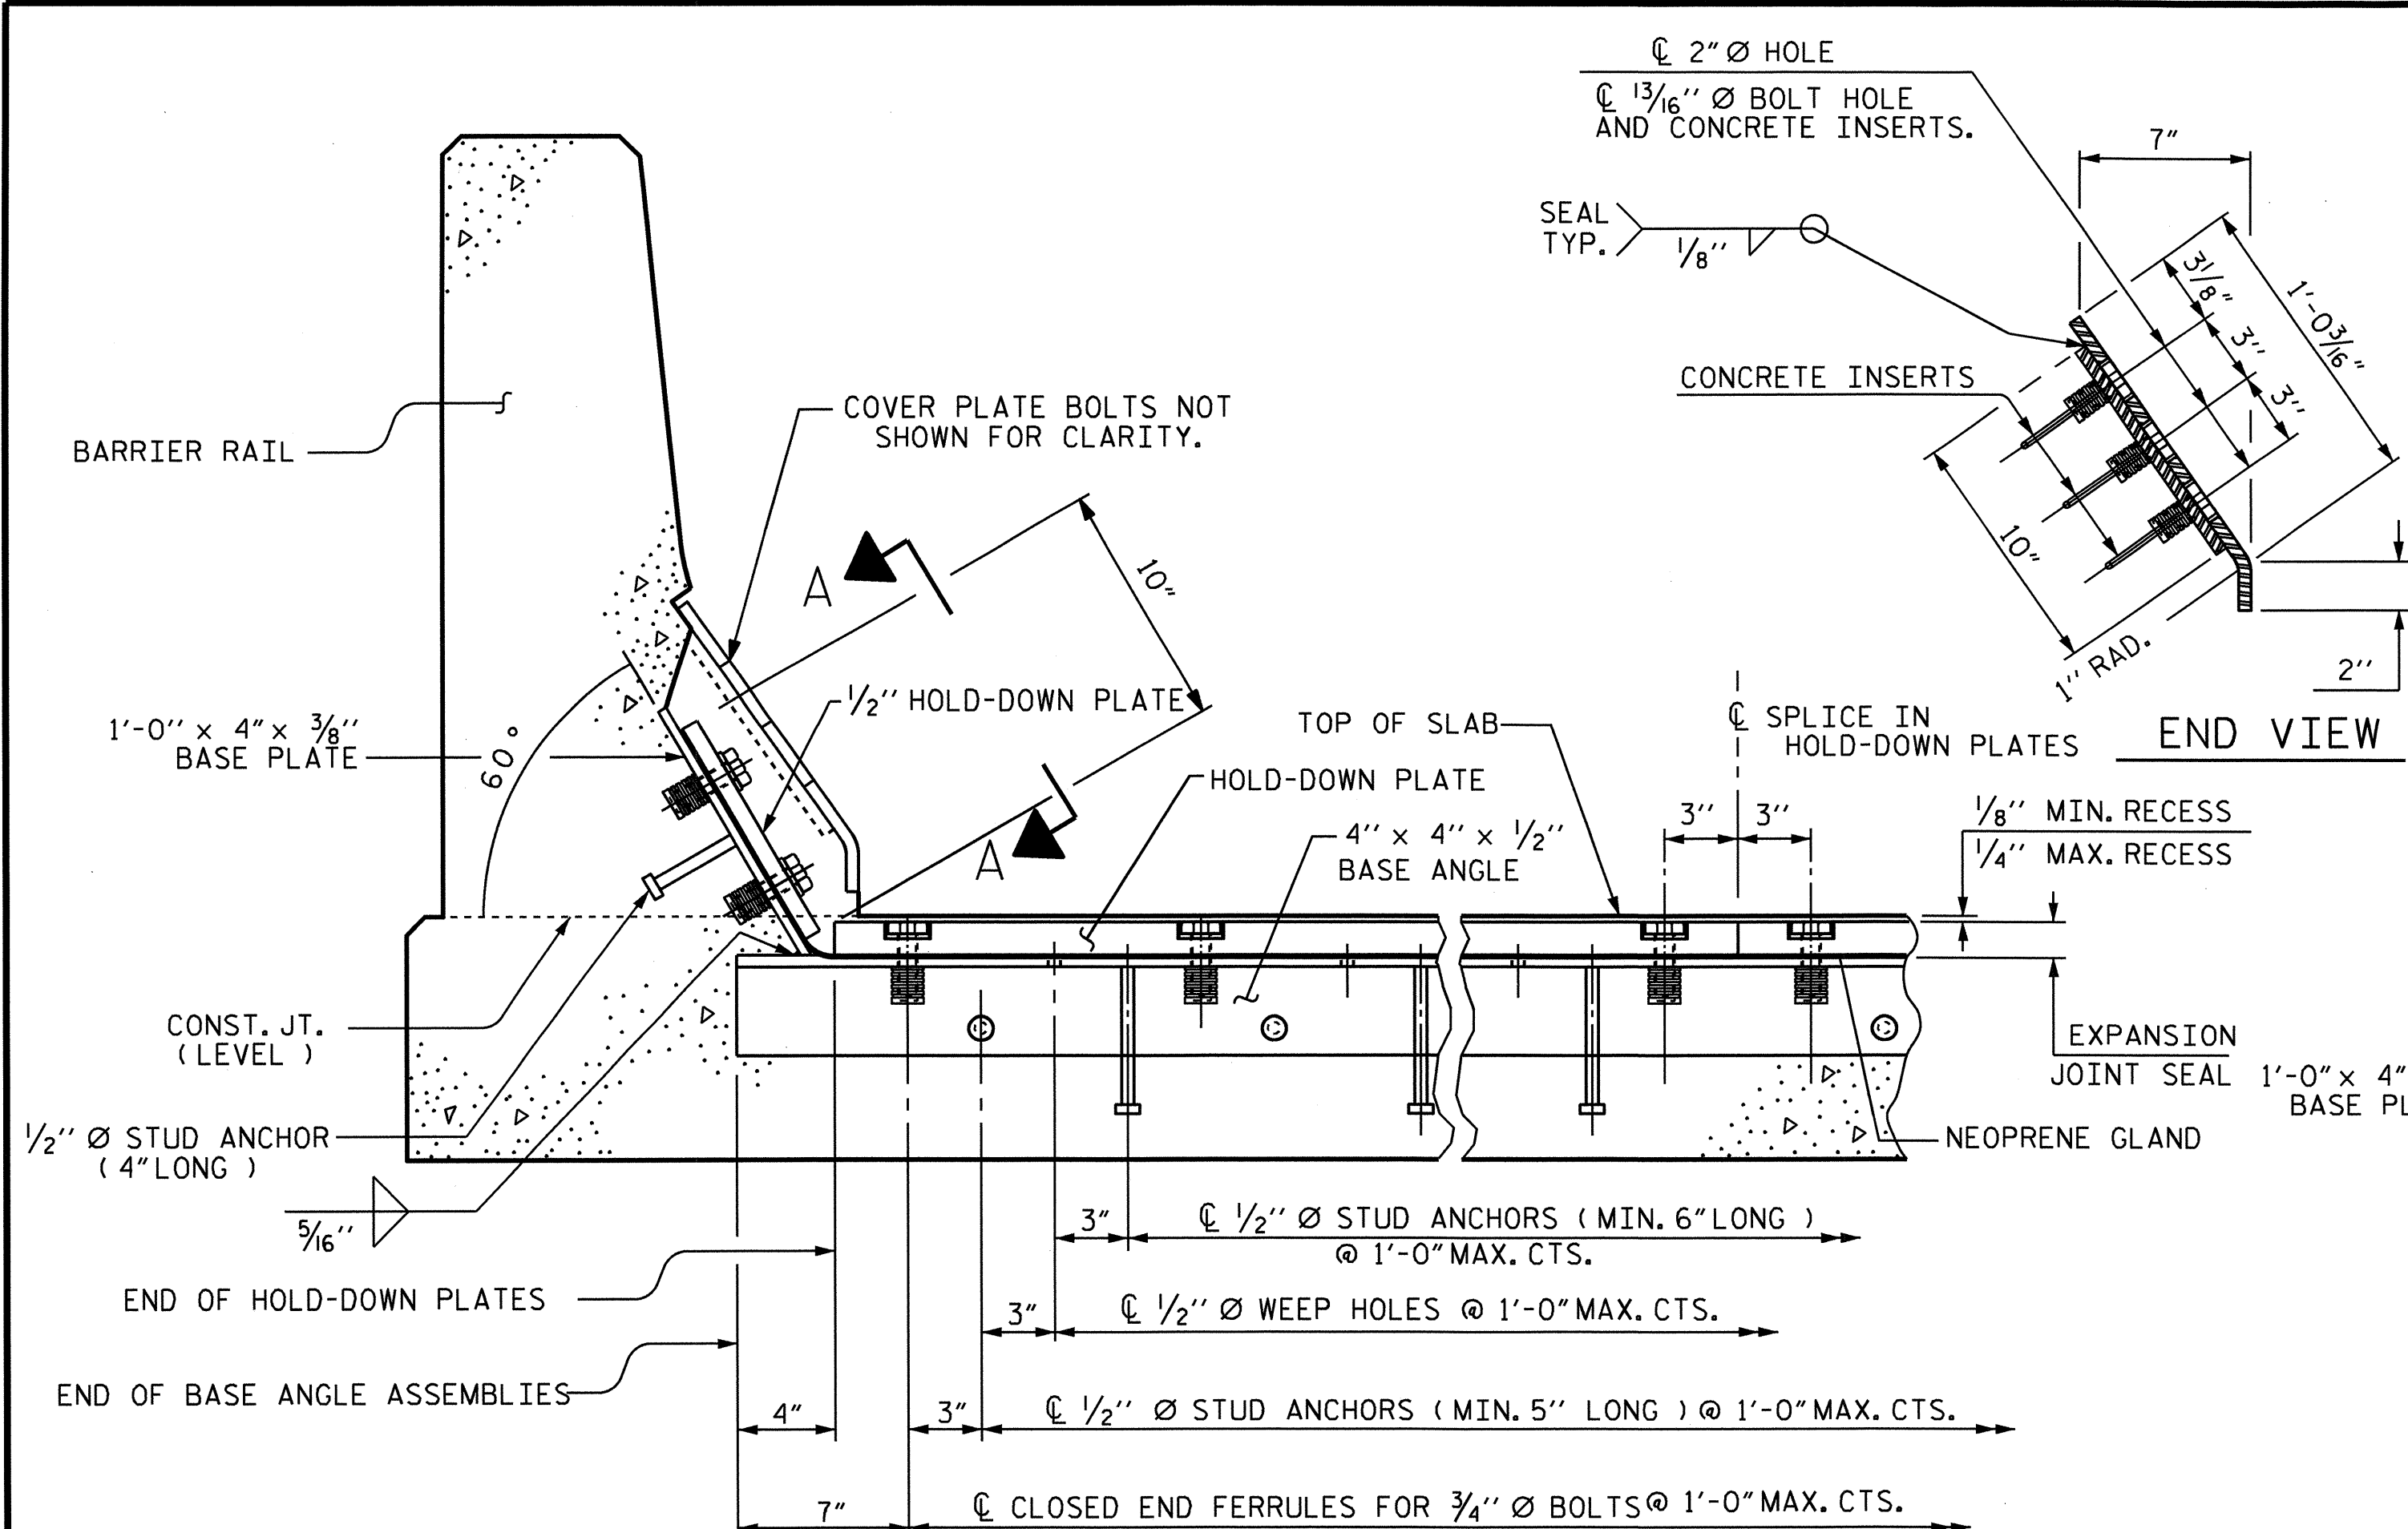 ℄ 2" Ø HOLE
℄ 13/16'' Ø BOLT HOLE
AND CONCRETE INSERTS.
7"
SEAL
TYP.
1/8''
3 1/8"
3''
3''
1'-0 3/16"
CONCRETE INSERTS
10"
1" RAD.
2''
END VIEW
COVER PLATE BOLTS NOT
SHOWN FOR CLARITY.
BARRIER RAIL
A
10"
A
1/2'' HOLD-DOWN PLATE
1'-0'' x 4" x 3/8''
BASE PLATE
60°
TOP OF SLAB
℄ SPLICE IN
HOLD-DOWN PLATES
HOLD-DOWN PLATE
3''
3''
1/8'' MIN. RECESS
1/4'' MAX. RECESS
4'' x 4'' x 1/2''
BASE ANGLE
CONST. JT.
( LEVEL )
EXPANSION
JOINT SEAL
1'-0" x 4"
BASE PL
1/2'' Ø STUD ANCHOR
( 4" LONG )
NEOPRENE GLAND
5/16''
3"
℄ 1/2'' Ø STUD ANCHORS ( MIN. 6" LONG )
@ 1'-0" MAX. CTS.
END OF HOLD-DOWN PLATES
3"
℄ 1/2'' Ø WEEP HOLES @ 1'-0" MAX. CTS.
END OF BASE ANGLE ASSEMBLIES
4"
3"
℄ 1/2'' Ø STUD ANCHORS ( MIN. 5'' LONG ) @ 1'-0" MAX. CTS.
7"
℄ CLOSED END FERRULES FOR 3/4'' Ø BOLTS @ 1'-0" MAX. CTS.